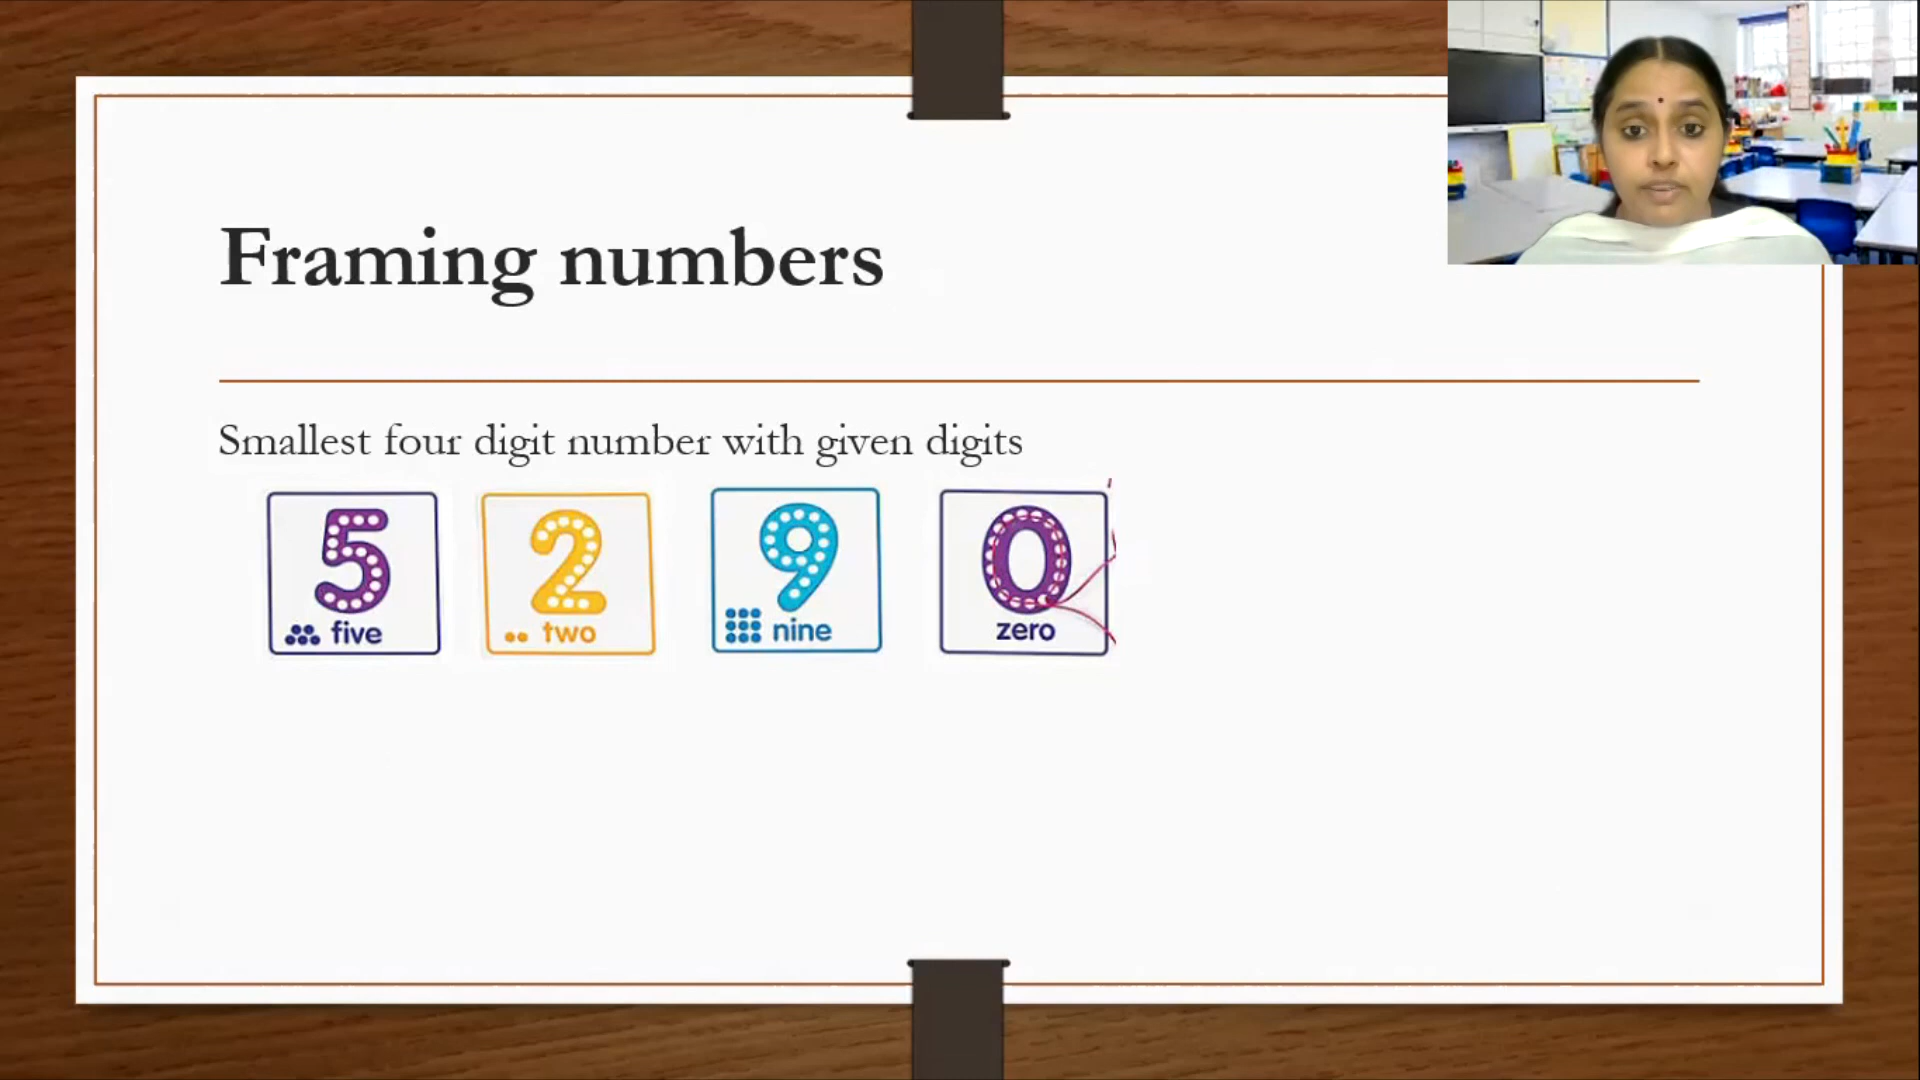 Framing numbers
Smallest four digit number with given digits
5 2 9 0
five two nine zero